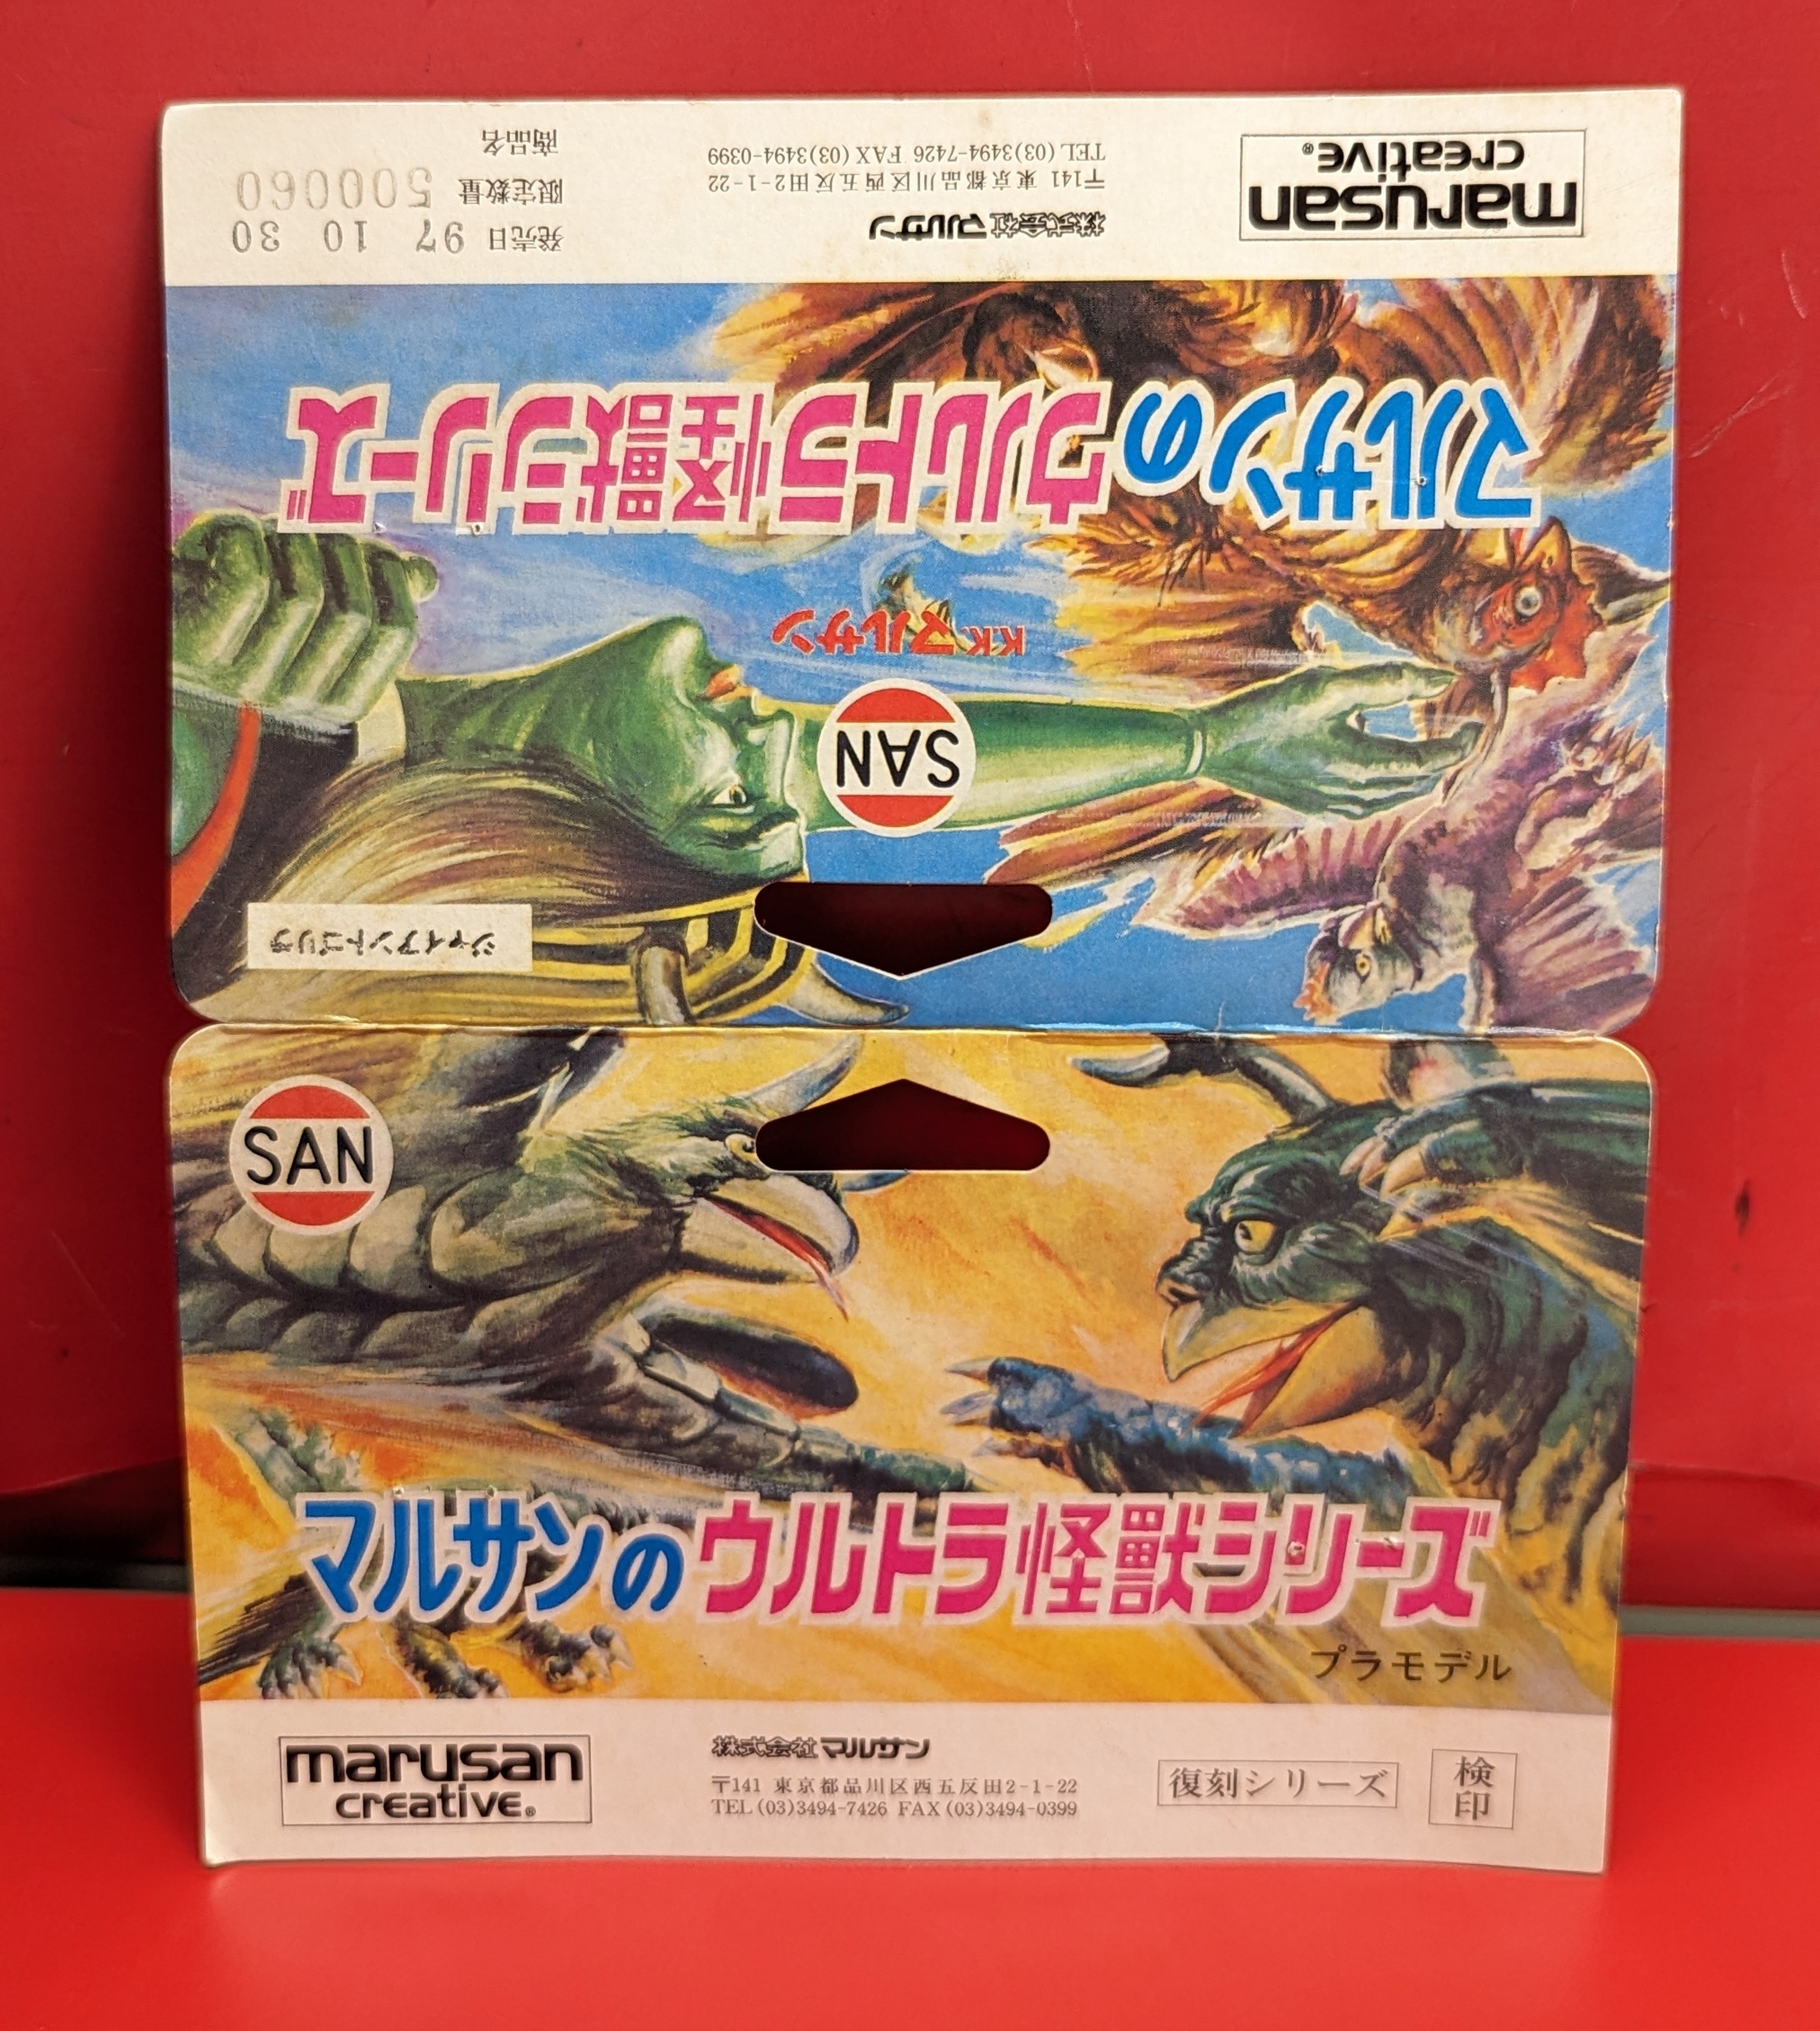 商品名
限定数量 500060
発売日 97 10 30
TEL (03)3494-7426 FAX (03)3494-0399
〒141 東京都品川区西五反田2-1-22
株式会社マルサン
marusan
creative®
マルサンのウルトラ怪獣シリーズ
K.K.マルサン
SAN
ジャイアントゴリラ
SAN
マルサンのウルトラ怪獣シリーズ
プラモデル
marusan
creative®
株式会社マルサン
〒141 東京都品川区西五反田2-1-22
TEL (03)3494-7426 FAX (03)3494-0399
復刻シリーズ
検印